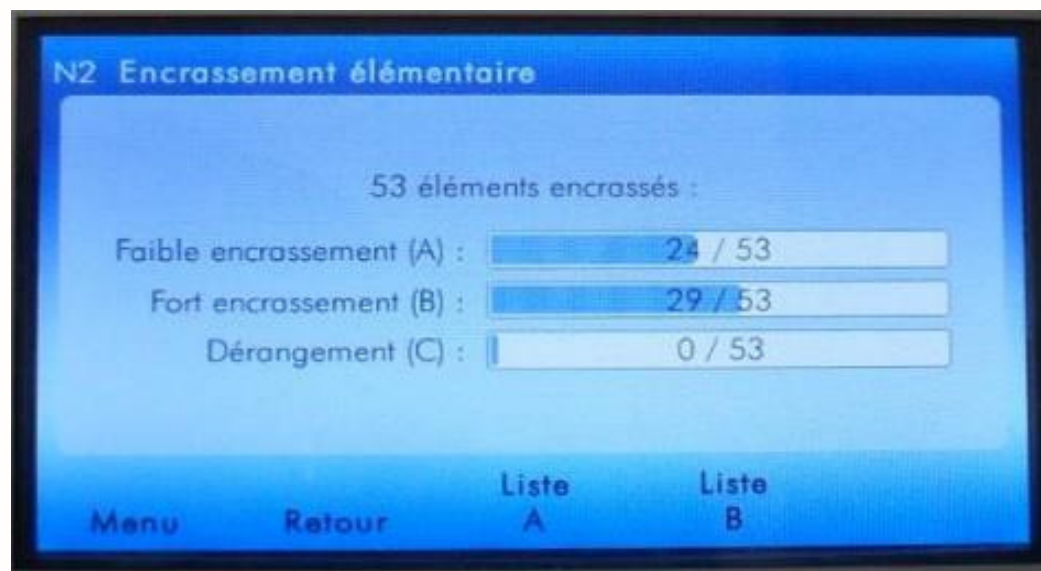 N2 Encrassement élémentaire
53 éléments encrassés :
Faible encrassement (A) : 24 / 53
Fort encrassement (B) : 29 / 53
Dérangement (C) : 0 / 53
Menu Retour Liste A Liste B